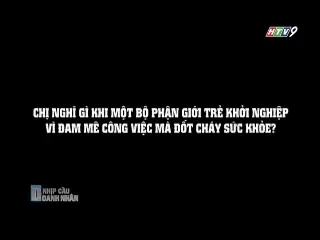 HTV9
CHỊ NGHĨ GÌ KHI MỘT BỘ PHẬN GIỚI TRẺ KHỞI NGHIỆP
VÌ ĐAM MÊ CÔNG VIỆC MÀ ĐỐT CHÁY SỨC KHỎE?
NHỊP CẦU
DOANH NHÂN